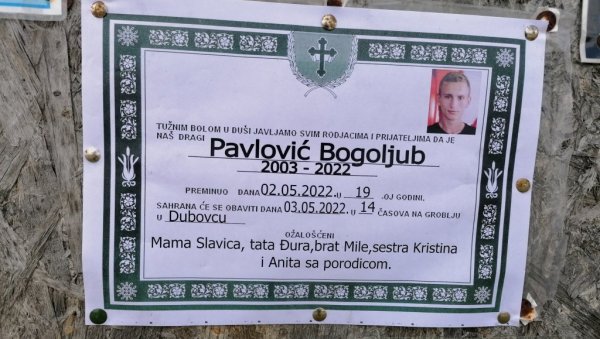 TUŽNIM BOLOM U DUŠI JAVLJAMO SVIM RODJACIMA I PRIJATELJIMA DA JE
NAŠ DRAGI
Pavlović Bogoljub
2003 - 2022
PREMINUO DANA 02.05.2022. U 19 .OJ GODINI.
SAHRANA ĆE SE OBAVITI DANA 03.05.2022. U 14 ČASOVA NA GROBLJU
U Dubovcu
OŽALOŠĆENI
Mama Slavica, tata Đura,brat Mile,sestra Kristina
i Anita sa porodicom.